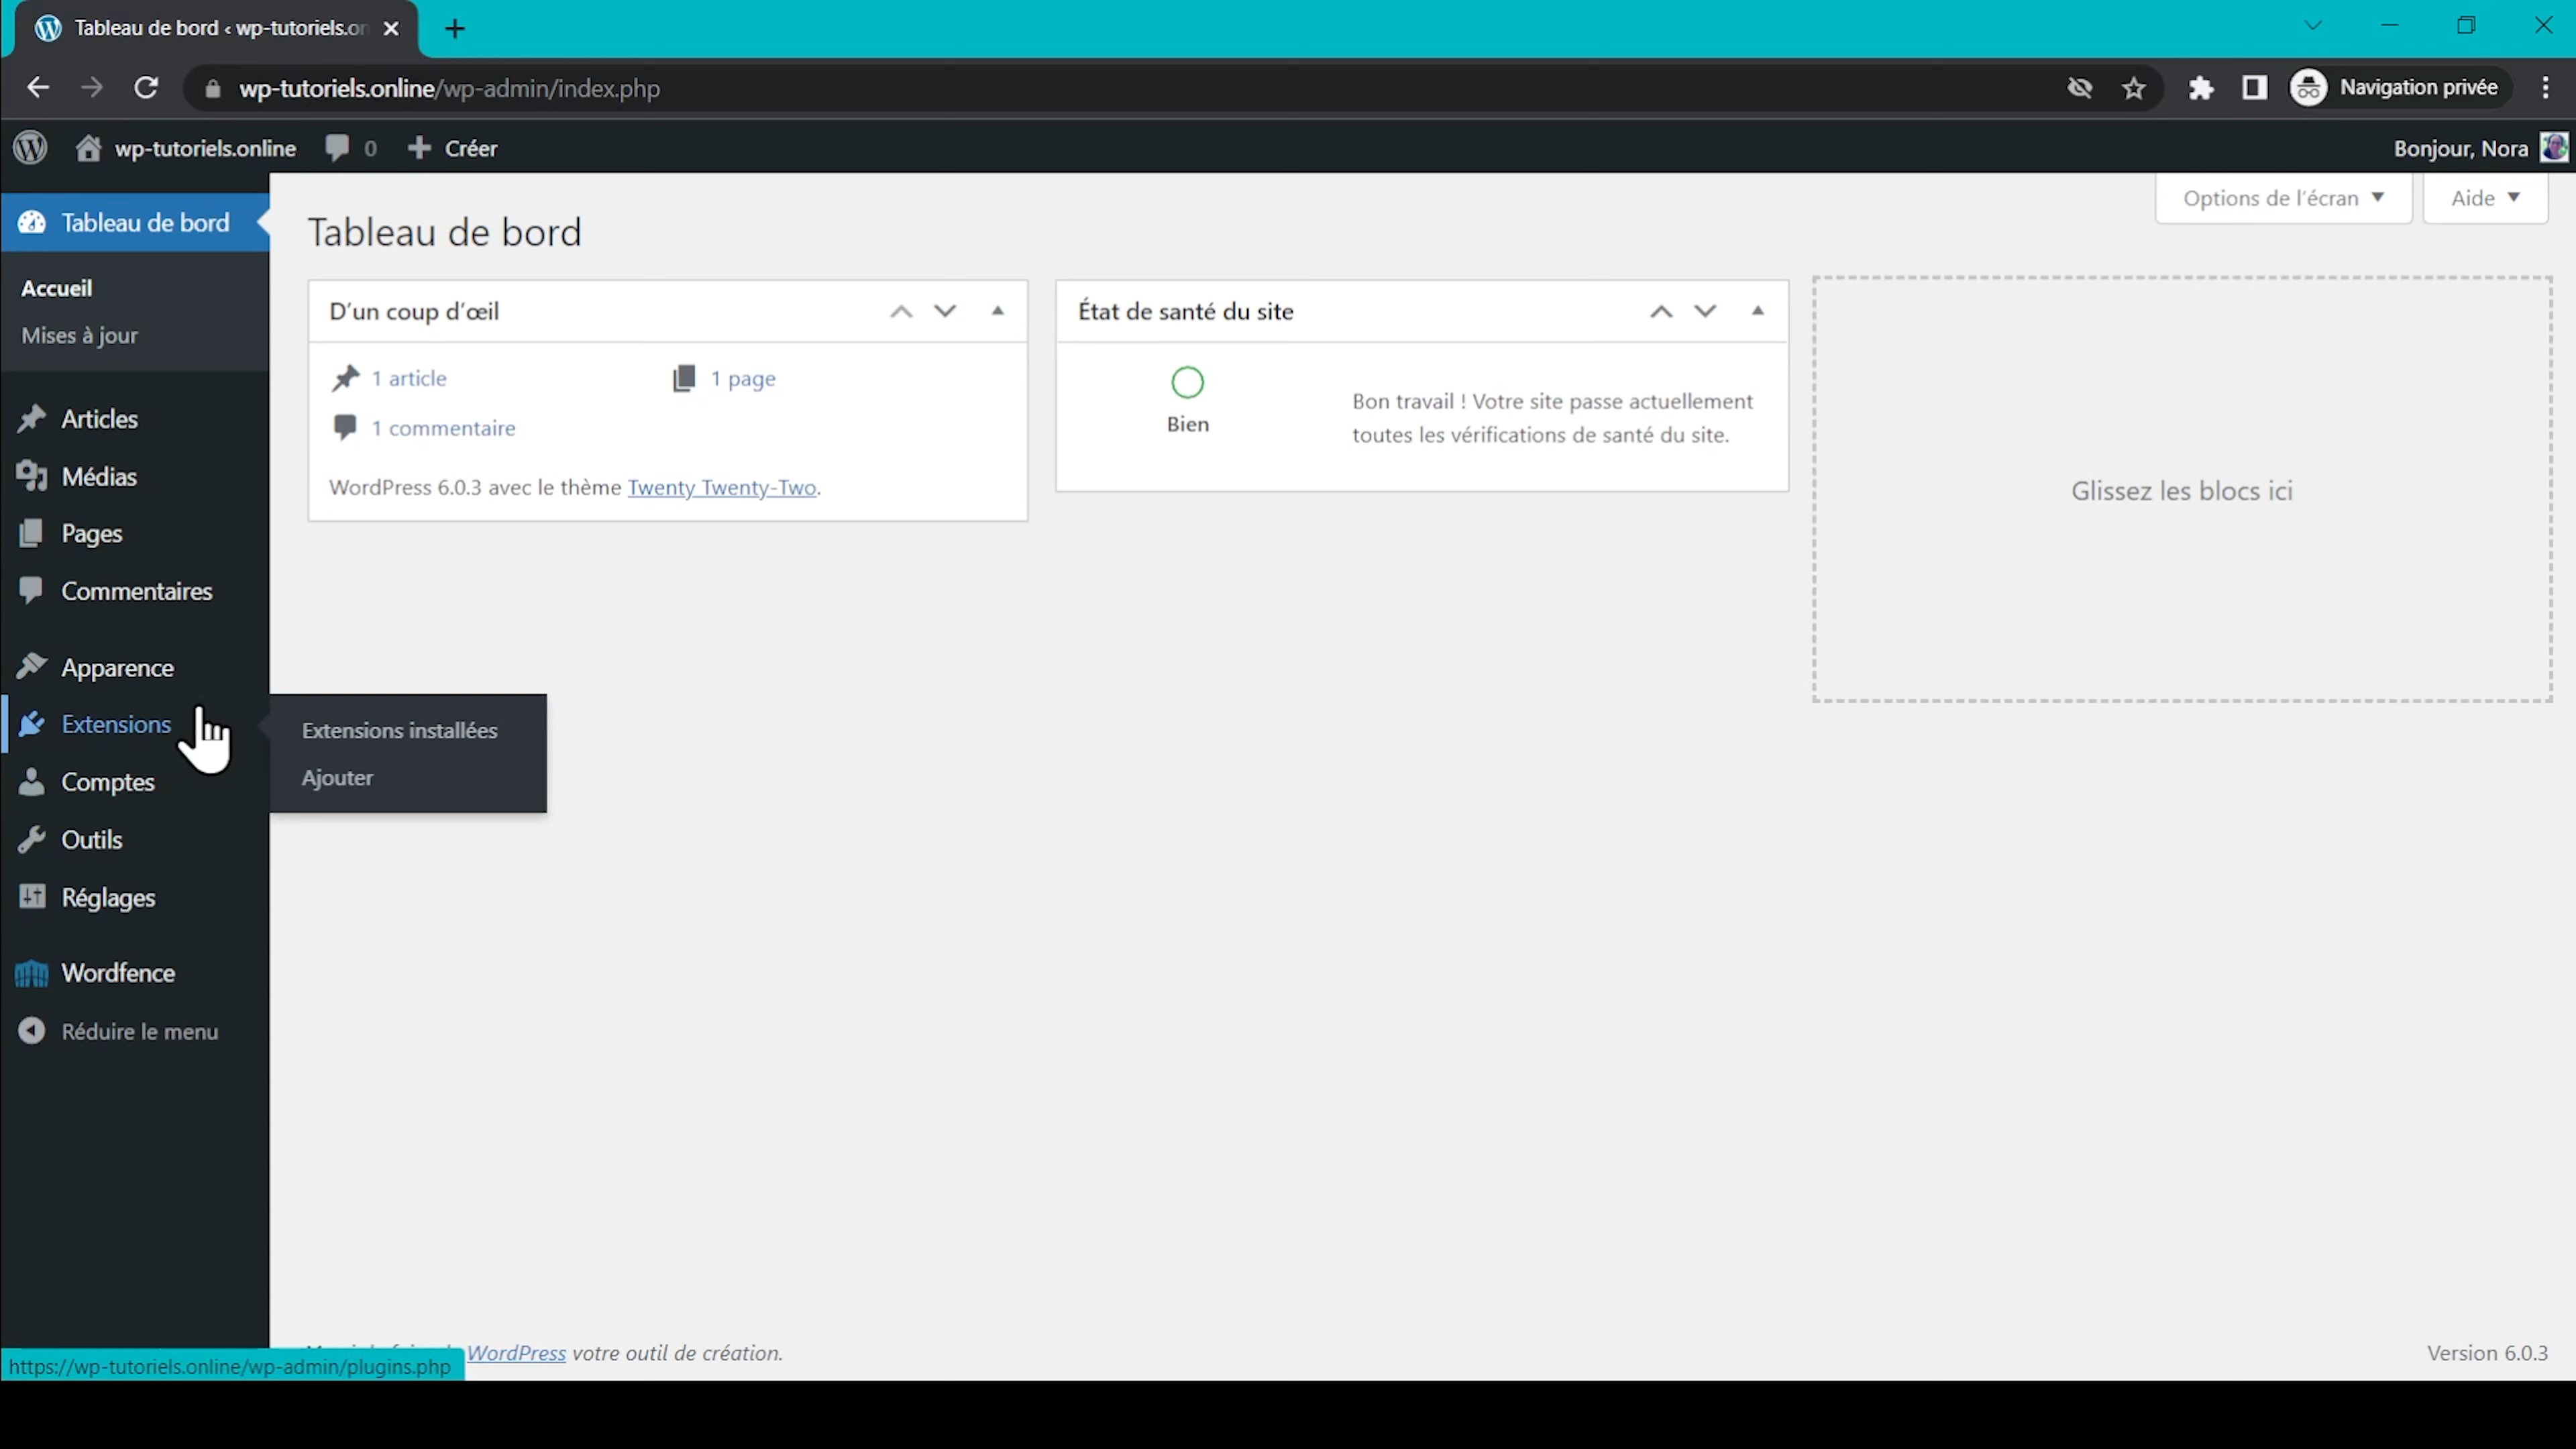 Tableau de bord ‹ wp-tutoriels.on
wp-tutoriels.online/wp-admin/index.php
Navigation privée
wp-tutoriels.online
0
Créer
Bonjour, Nora
Tableau de bord
Accueil
Mises à jour
Articles
Médias
Pages
Commentaires
Apparence
Extensions
Extensions installées
Ajouter
Comptes
Outils
Réglages
Wordfence
Réduire le menu
Options de l'écran
Aide
Tableau de bord
D'un coup d'œil
1 article
1 page
1 commentaire
WordPress 6.0.3 avec le thème Twenty Twenty-Two.
État de santé du site
Bien
Bon travail ! Votre site passe actuellement
toutes les vérifications de santé du site.
Glissez les blocs ici
WordPress votre outil de création.
Version 6.0.3
https://wp-tutoriels.online/wp-admin/plugins.php